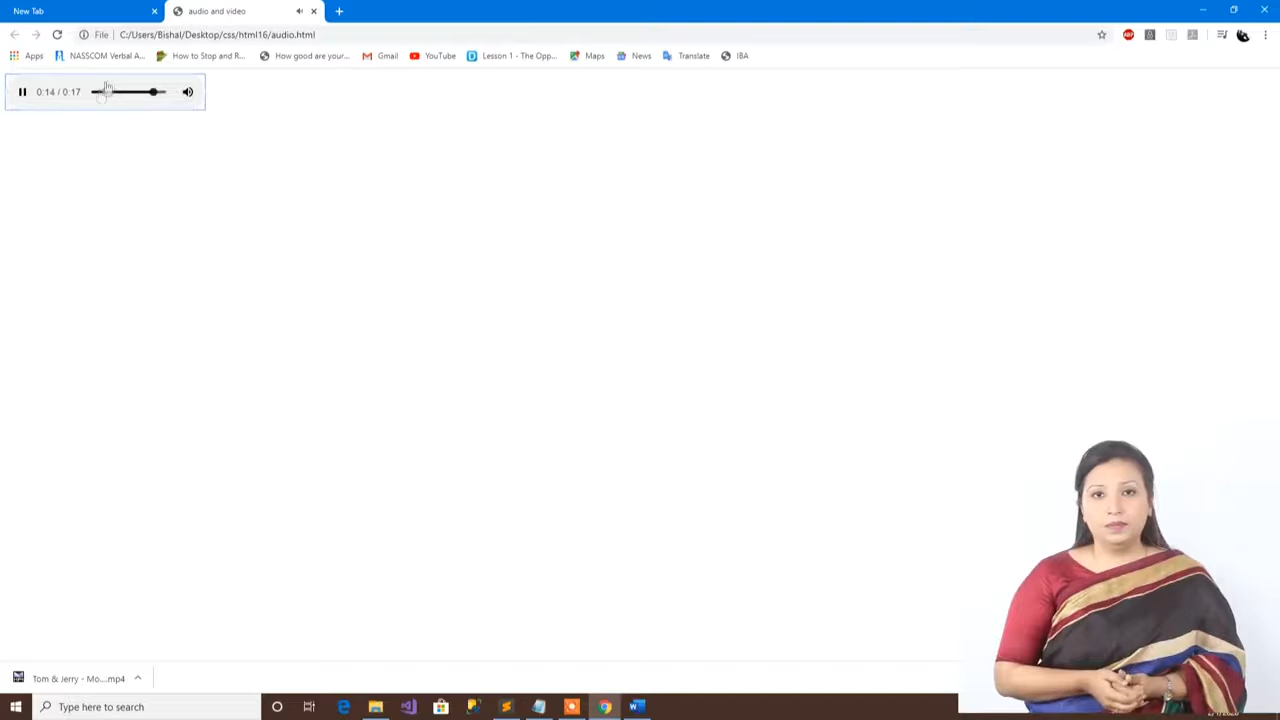 New Tab
audio and video
File
C:/Users/Bishal/Desktop/css/html16/audio.html
Apps
NASSCOM Verbal A...
How to Stop and R...
How good are your...
Gmail
YouTube
Lesson 1 - The Opp...
Maps
News
Translate
IBA
0:14 / 0:17
Tom & Jerry - Mo....mp4
Type here to search